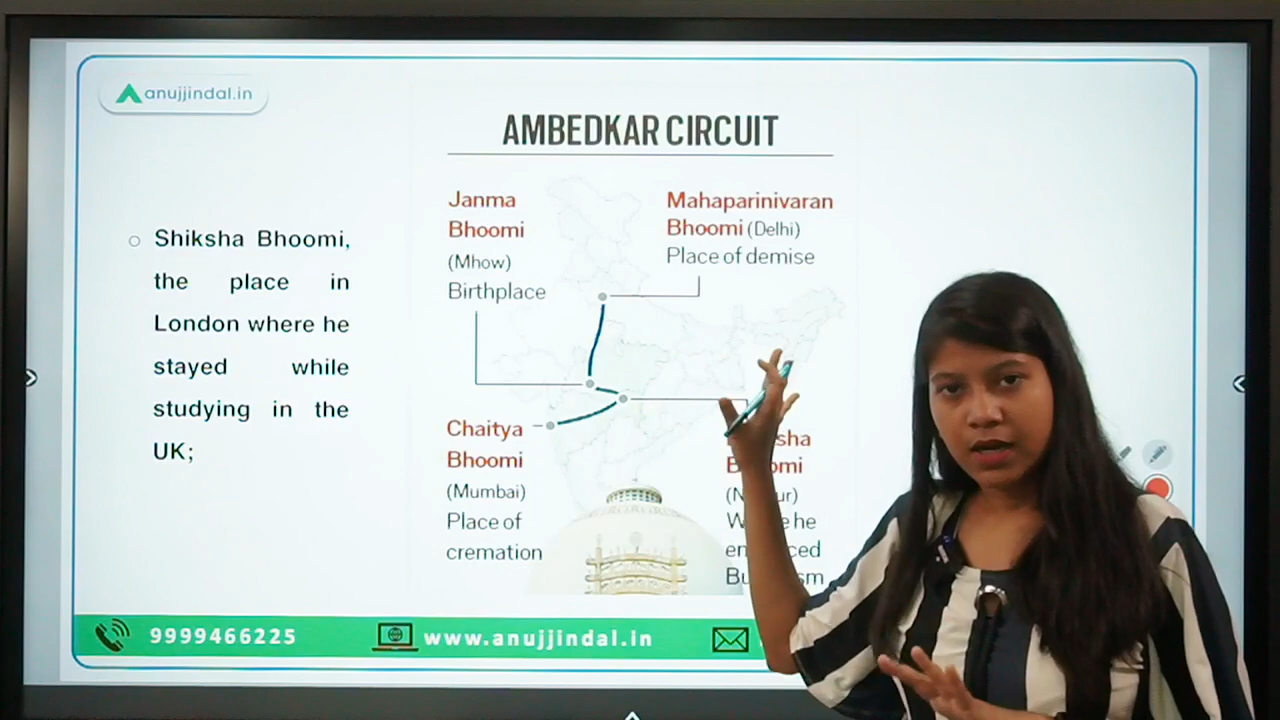 anujjindal.in
AMBEDKAR CIRCUIT
Shiksha Bhoomi,
the place in
London where he
stayed while
studying in the
UK;
Janma
Bhoomi
(Mhow)
Birthplace
Mahaparinivaran
Bhoomi (Delhi)
Place of demise
Chaitya
Bhoomi
(Mumbai)
Place of
cremation
he
9999466225
www.anujjindal.in